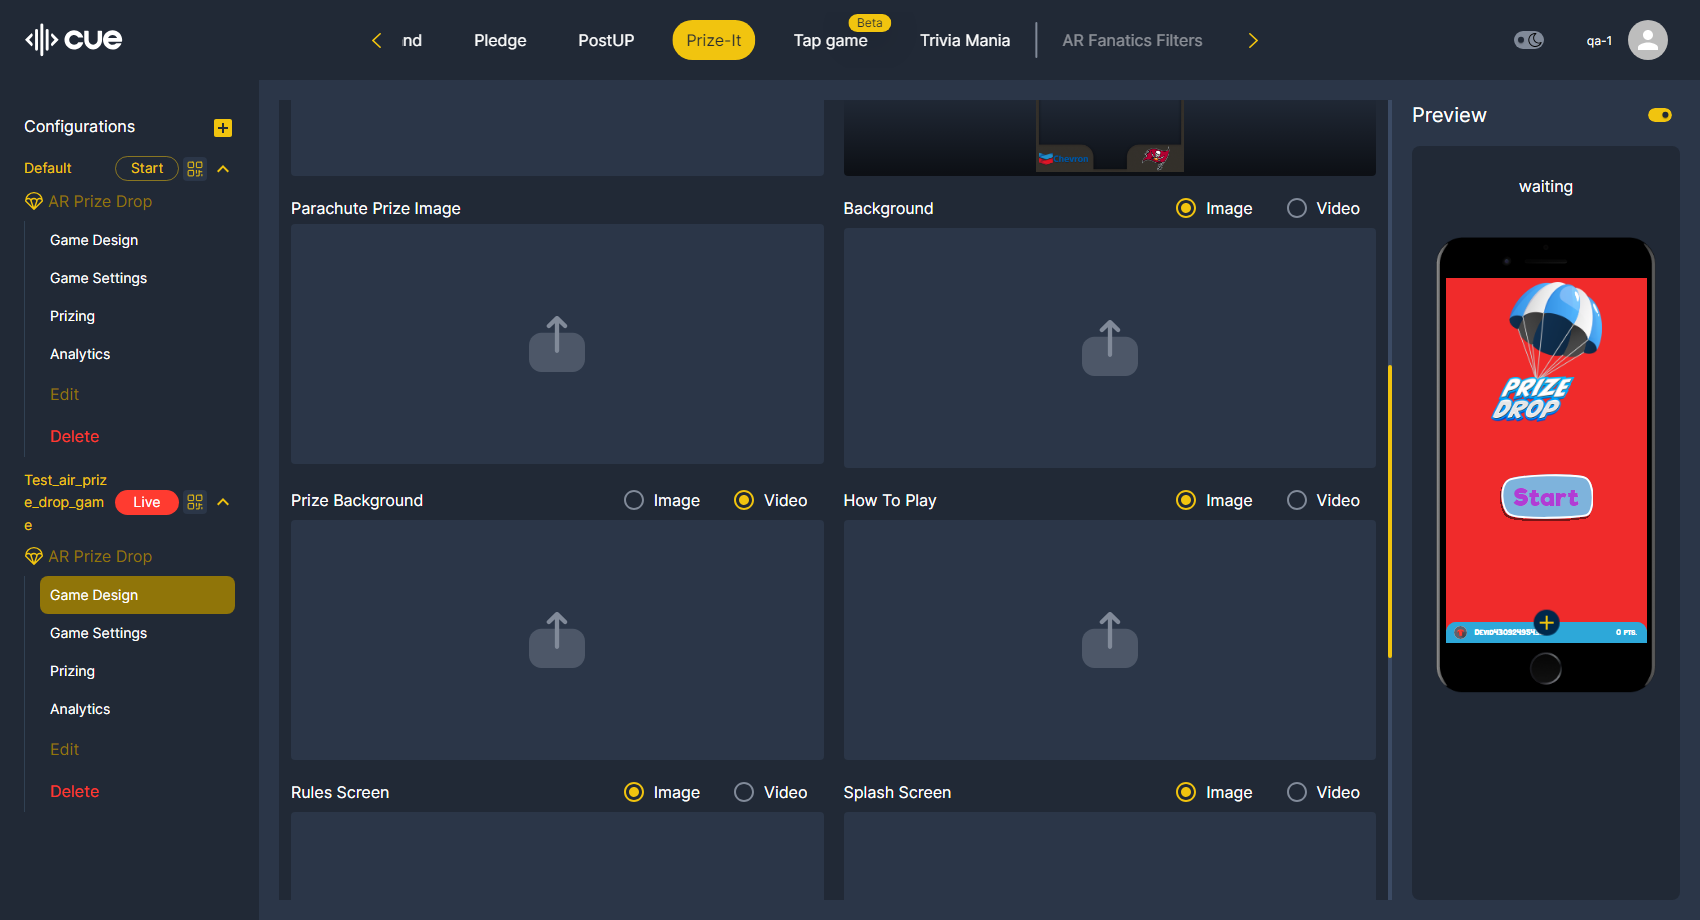 cue
nd
Pledge
PostUP
Prize-It
Beta
Tap game
Trivia Mania
AR Fanatics Filters
qa-1
Configurations
Default
Start
AR Prize Drop
Game Design
Game Settings
Prizing
Analytics
Edit
Delete
Test_air_priz
e_drop_gam
e
Live
AR Prize Drop
Game Design
Game Settings
Prizing
Analytics
Edit
Delete
Chevron
Parachute Prize Image
Background
Image
Video
Prize Background
Image
Video
How To Play
Image
Video
Rules Screen
Image
Video
Splash Screen
Image
Video
Preview
waiting
PRIZE
DROP
Start
0 PTS.